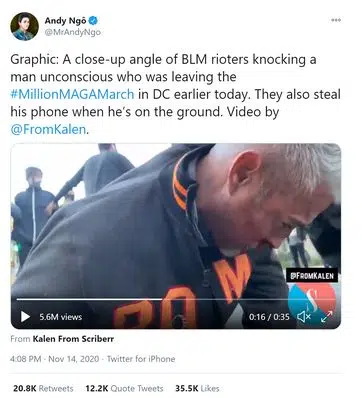 Andy Ngô
@MrAndyNgo
Graphic: A close-up angle of BLM rioters knocking a
man unconscious who was leaving the
#MillionMAGAMarch in DC earlier today. They also steal
his phone when he’s on the ground. Video by
@FromKalen.
@FROMKALEN
5.6M views
0:16 / 0:35
From Kalen From Scriberr
4:08 PM · Nov 14, 2020 · Twitter for iPhone
20.8K Retweets 12.2K Quote Tweets 35.5K Likes